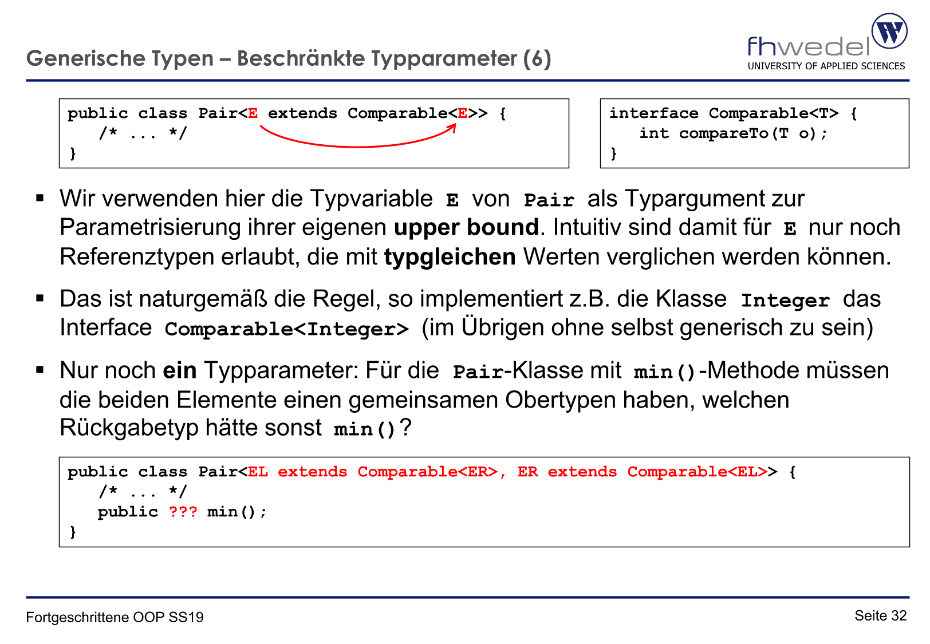 Generische Typen – Beschränkte Typparameter (6)
fhwedel
UNIVERSITY OF APPLIED SCIENCES
W
public class Pair<E extends Comparable<E>> {
/* ... */
}
interface Comparable<T> {
int compareTo(T o);
}
▪ Wir verwenden hier die Typvariable E von Pair als Typargument zur
Parametrisierung ihrer eigenen upper bound. Intuitiv sind damit für E nur noch
Referenztypen erlaubt, die mit typgleichen Werten verglichen werden können.
▪ Das ist naturgemäß die Regel, so implementiert z.B. die Klasse Integer das
Interface Comparable<Integer> (im Übrigen ohne selbst generisch zu sein)
▪ Nur noch ein Typparameter: Für die Pair-Klasse mit min()-Methode müssen
die beiden Elemente einen gemeinsamen Obertypen haben, welchen
Rückgabetyp hätte sonst min()?
public class Pair<EL extends Comparable<ER>, ER extends Comparable<EL>> {
/* ... */
public ??? min();
}
Fortgeschrittene OOP SS19
Seite 32